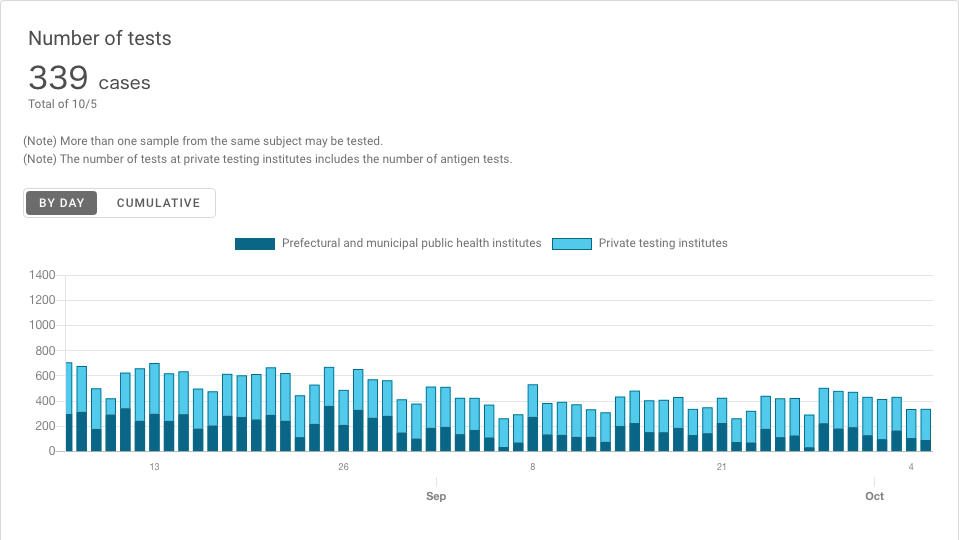 Number of tests
339 cases
Total of 10/5
(Note) More than one sample from the same subject may be tested.
(Note) The number of tests at private testing institutes includes the number of antigen tests.
BY DAY CUMULATIVE
Prefectural and municipal public health institutes Private testing institutes
1400
1200
1000
800
600
400
200
0
13 26 8 21 4
Sep Oct